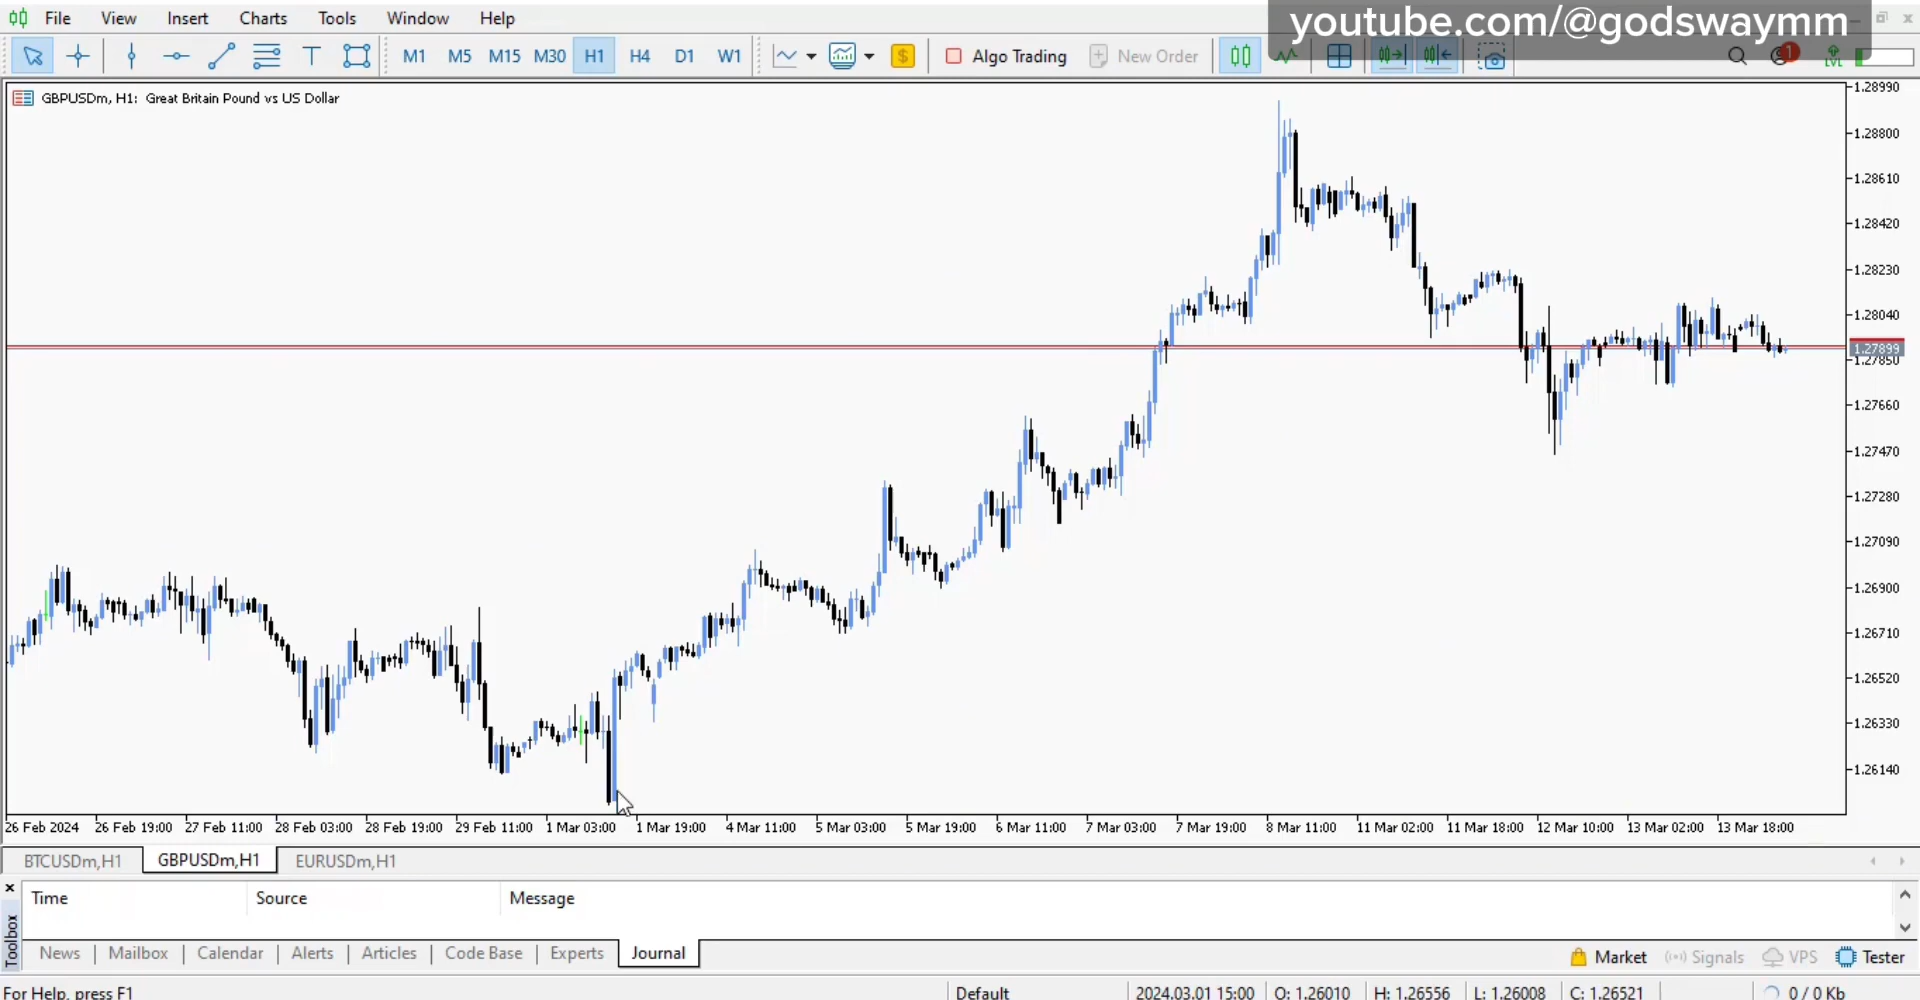 youtube.com/@godswaymm
File View Insert Charts Tools Window Help
M1 M5 M15 M30 H1 H4 D1 W1 $ Algo Trading New Order 1 LVL
GBPUSDm, H1: Great Britain Pound vs US Dollar
1.28990
1.28800
1.28610
1.28420
1.28230
1.28040
1.27899
1.27850
1.27660
1.27470
1.27280
1.27090
1.26900
1.26710
1.26520
1.26330
1.26140
26 Feb 2024 26 Feb 19:00 27 Feb 11:00 28 Feb 03:00 28 Feb 19:00 29 Feb 11:00 1 Mar 03:00 1 Mar 19:00 4 Mar 11:00 5 Mar 03:00 5 Mar 19:00 6 Mar 11:00 7 Mar 03:00 7 Mar 19:00 8 Mar 11:00 11 Mar 02:00 11 Mar 18:00 12 Mar 10:00 13 Mar 02:00 13 Mar 18:00
BTCUSDm,H1 GBPUSDm,H1 EURUSDm,H1
Time Source Message
Toolbox
News Mailbox Calendar Alerts Articles Code Base Experts Journal Market Signals VPS Tester
For Help, press F1 Default 2024.03.01 15:00 O: 1.26010 H: 1.26556 L: 1.26008 C: 1.26521 0 / 0 Kb